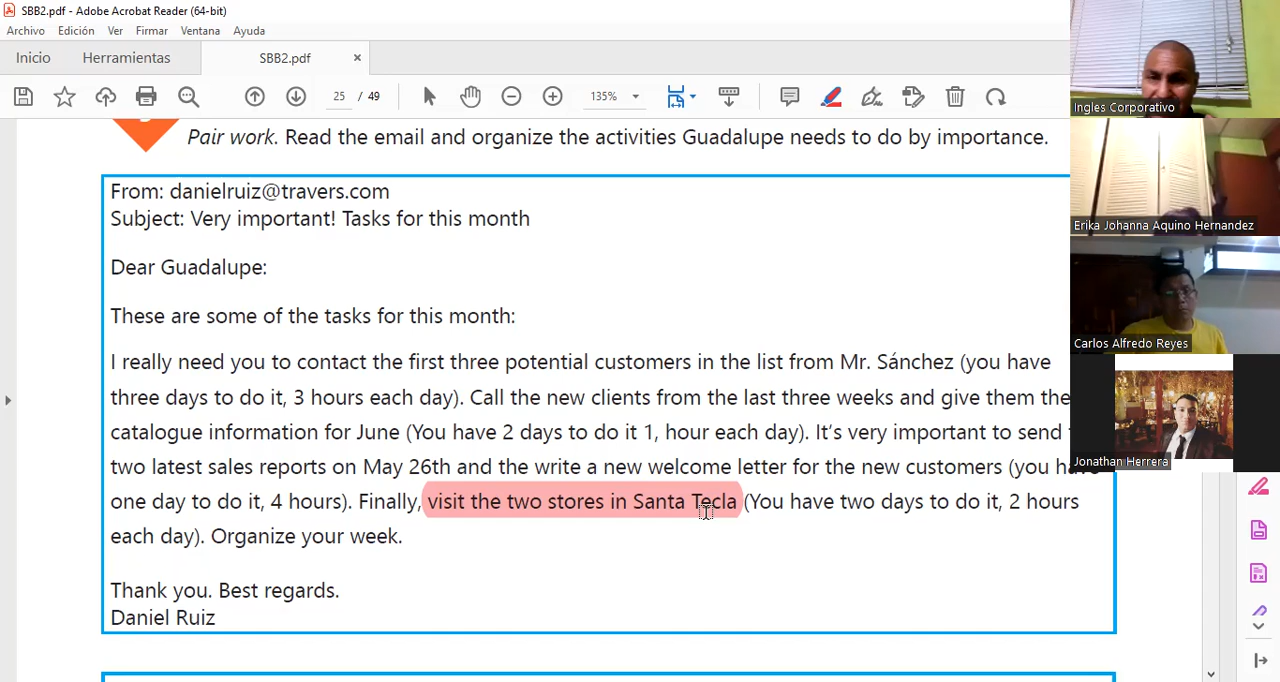 SBB2.pdf - Adobe Acrobat Reader (64-bit)
Archivo Edición Ver Firmar Ventana Ayuda
Inicio Herramientas SBB2.pdf ×
25 / 49 135%
Pair work. Read the email and organize the activities Guadalupe needs to do by importance.
From: danielruiz@travers.com
Subject: Very important! Tasks for this month
Dear Guadalupe:
These are some of the tasks for this month:
I really need you to contact the first three potential customers in the list from Mr. Sánchez (you have
three days to do it, 3 hours each day). Call the new clients from the last three weeks and give them the
catalogue information for June (You have 2 days to do it 1, hour each day). It's very important to send
two latest sales reports on May 26th and the write a new welcome letter for the new customers (you have
one day to do it, 4 hours). Finally, visit the two stores in Santa Tecla (You have two days to do it, 2 hours
each day). Organize your week.
Thank you. Best regards.
Daniel Ruiz
Ingles Corporativo
Erika Johanna Aquino Hernandez
Carlos Alfredo Reyes
Jonathan Herrera